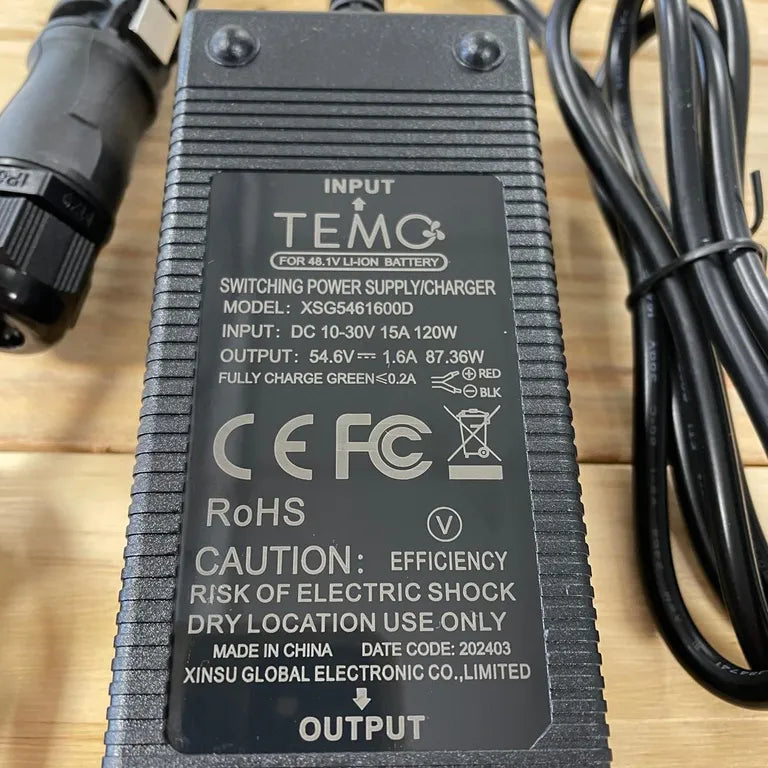 INPUT
TEMO
FOR 48.1V LI-ION BATTERY
SWITCHING POWER SUPPLY/CHARGER
MODEL: XSG5461600D
INPUT: DC 10-30V 15A 120W
OUTPUT: 54.6V⎓1.6A 87.36W
FULLY CHARGE GREEN≤0.2A
⊕ RED
⊖ BLK
CE FC
RoHS
V
CAUTION: EFFICIENCY
RISK OF ELECTRIC SHOCK
DRY LOCATION USE ONLY
MADE IN CHINA DATE CODE: 202403
XINSU GLOBAL ELECTRONIC CO.,LIMITED
OUTPUT